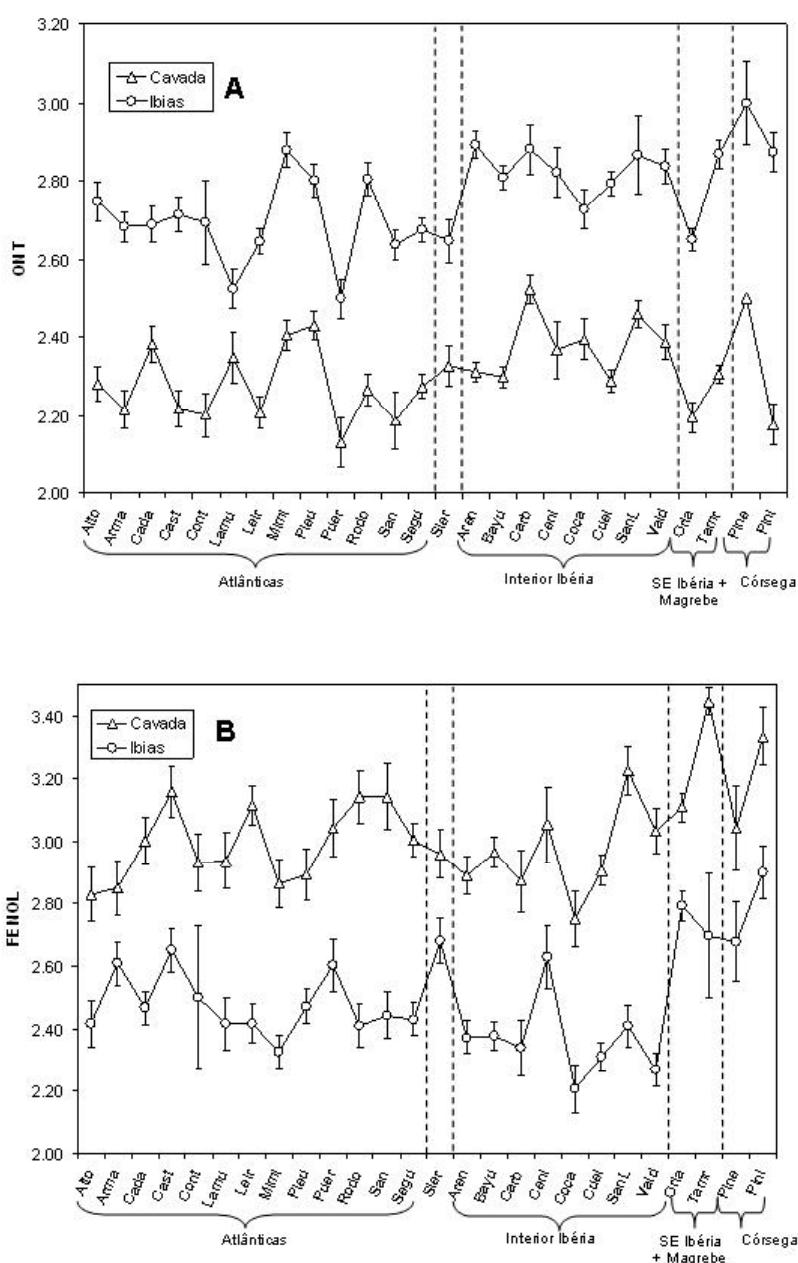 3.20
3.00
2.80
2.60
2.40
2.20
2.00
ONT
Cavada
Ibias
A
Alto Arma Cada Cast Cont Lamu Leir Mimi Pleu Puer Rodo San Segu Sier Aren Bayu Carb Ceni Coca Cuel SanL Vald Oria Tamr Pine Pini
Atlânticas
Interior Ibéria
SE Ibéria +
Magrebe
Córsega
3.40
3.20
3.00
2.80
2.60
2.40
2.20
2.00
FENOL
Cavada
Ibias
B
Alto Arma Cada Cast Cont Lamu Leir Mimi Pleu Puer Rodo San Segu Sier Aren Bayu Carb Ceni Coca Cuel SanL Vald Oria Tamr Pine Pini
Atlânticas
Interior Ibéria
SE Ibéria
+ Magrebe
Córsega